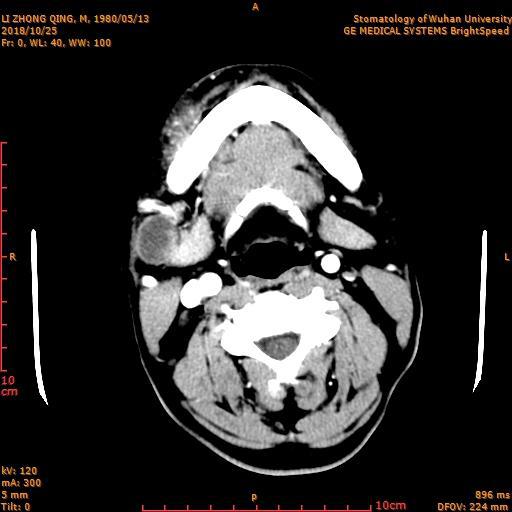 A
LI ZHONG QING, M, 1980/05/13
2018/10/25
Fr: 0, WL: 40, WW: 100
Stomatology of Wuhan University
GE MEDICAL SYSTEMS BrightSpeed
R
L
10
cm
kV: 120
mA: 300
5 mm
Tilt: 0
P
10cm
896 ms
DFOV: 224 mm